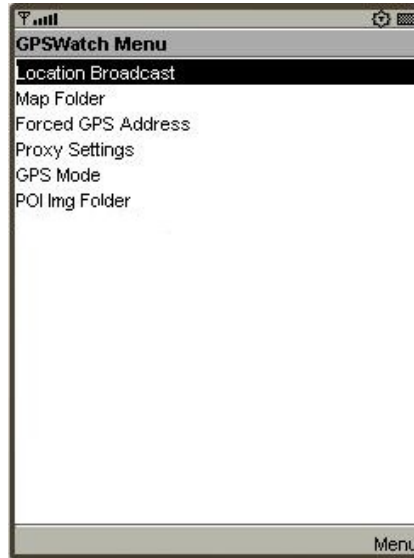 GPSWatch Menu
Location Broadcast
Map Folder
Forced GPS Address
Proxy Settings
GPS Mode
POI Img Folder
Menu